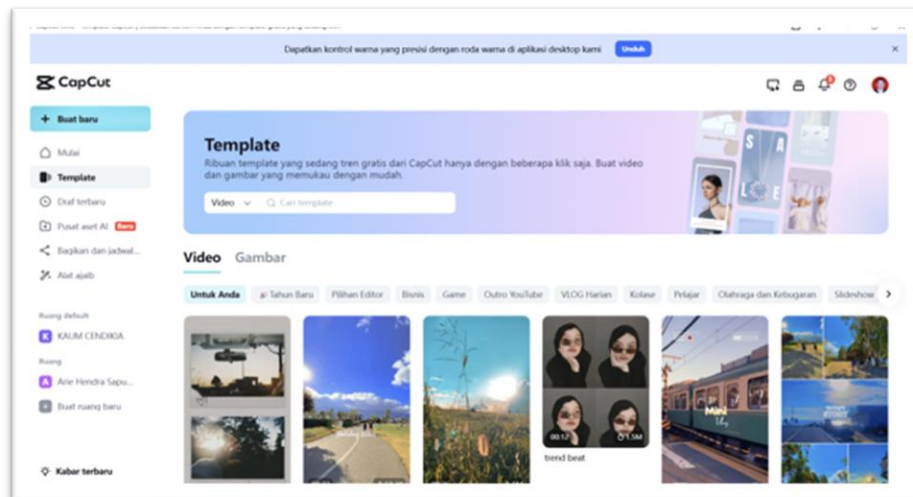 Dapatkan kontrol warna yang presisi dengan roda warna di aplikasi desktop kami
Unduh
CapCut
Buat baru
Mulai
Template
Draf terbaru
Pusat aset AI Baru
Bagikan dan jadwal...
Alat ajaib
Ruang default
K KAUM CENDIKIA
Ruang
A Arie Hendra Sapu...
Buat ruang baru
Kabar terbaru
Template
Ribuan template yang sedang tren gratis dari CapCut hanya dengan beberapa klik saja. Buat video
dan gambar yang memukau dengan mudah.
Video
Cari template
S A
L E
Video Gambar
Untuk Anda
Tahun Baru
Pilihan Editor
Bisnis
Game
Outro YouTube
VLOG Harian
Kolase
Pelajar
Olahraga dan Kebugaran
Slideshow
00:12 1.5M
trend beat
Mini